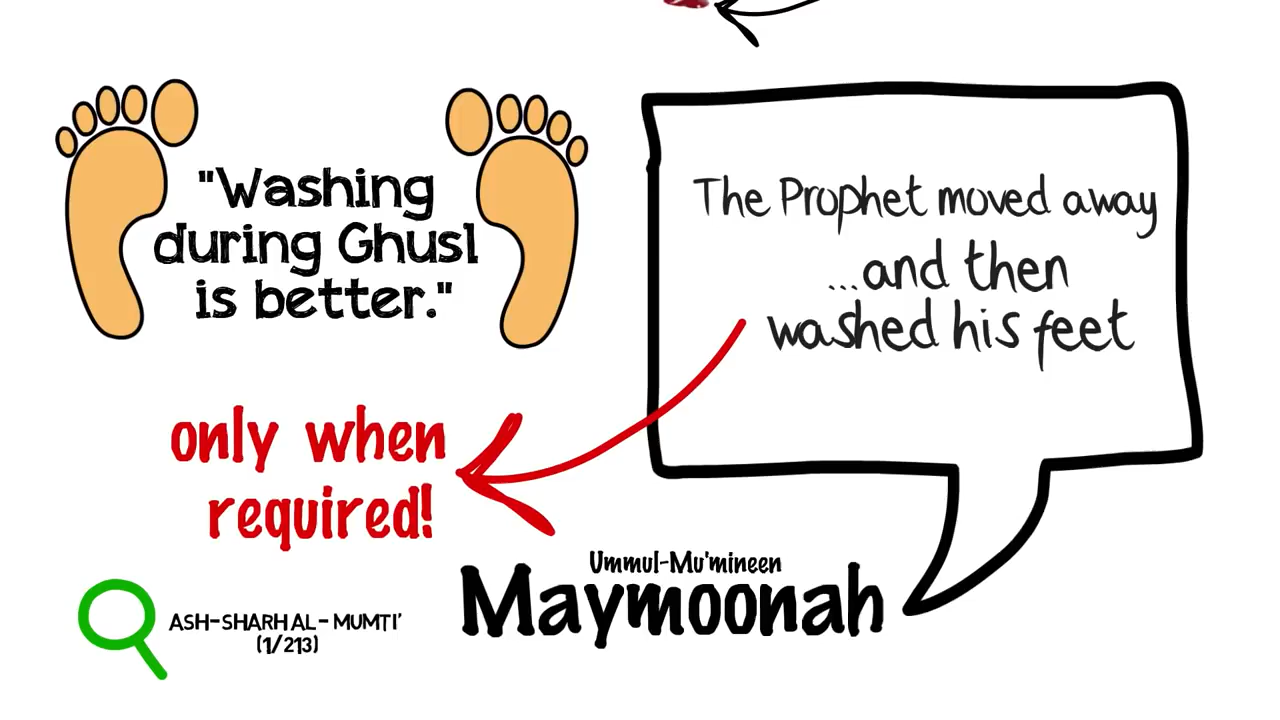 "Washing
during Ghusl
is better."
The Prophet moved away
...and then
washed his feet
only when
required!
Ummul-Mu'mineen
Maymoonah
ASH-SHARH AL-MUMTI'
(1/213)